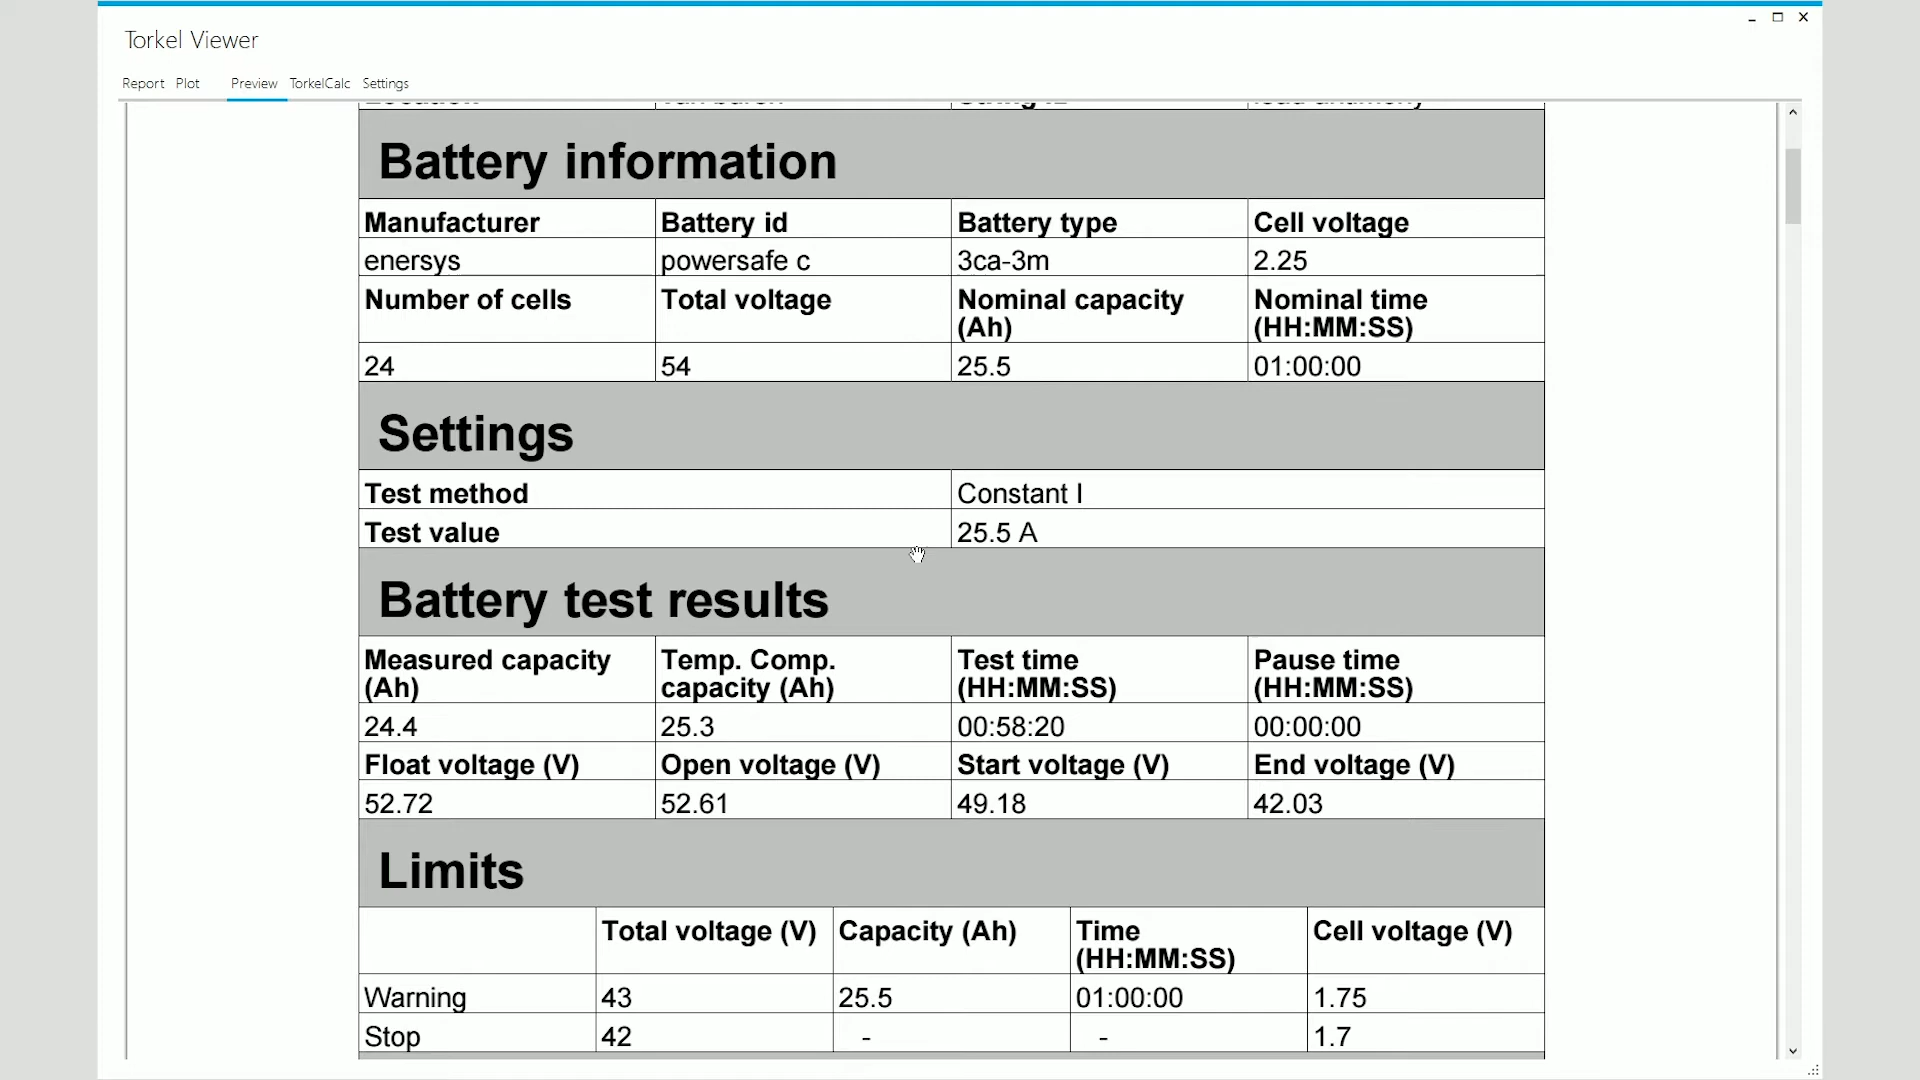 Torkel Viewer
Report Plot Preview TorkelCalc Settings
Battery information
Manufacturer Battery id Battery type Cell voltage
enersys powersafe c 3ca-3m 2.25
Number of cells Total voltage Nominal capacity (Ah) Nominal time (HH:MM:SS)
24 54 25.5 01:00:00
Settings
Test method Constant I
Test value 25.5 A
Battery test results
Measured capacity (Ah) Temp. Comp. capacity (Ah) Test time (HH:MM:SS) Pause time (HH:MM:SS)
24.4 25.3 00:58:20 00:00:00
Float voltage (V) Open voltage (V) Start voltage (V) End voltage (V)
52.72 52.61 49.18 42.03
Limits
Total voltage (V) Capacity (Ah) Time (HH:MM:SS) Cell voltage (V)
Warning 43 25.5 01:00:00 1.75
Stop 42 - - 1.7